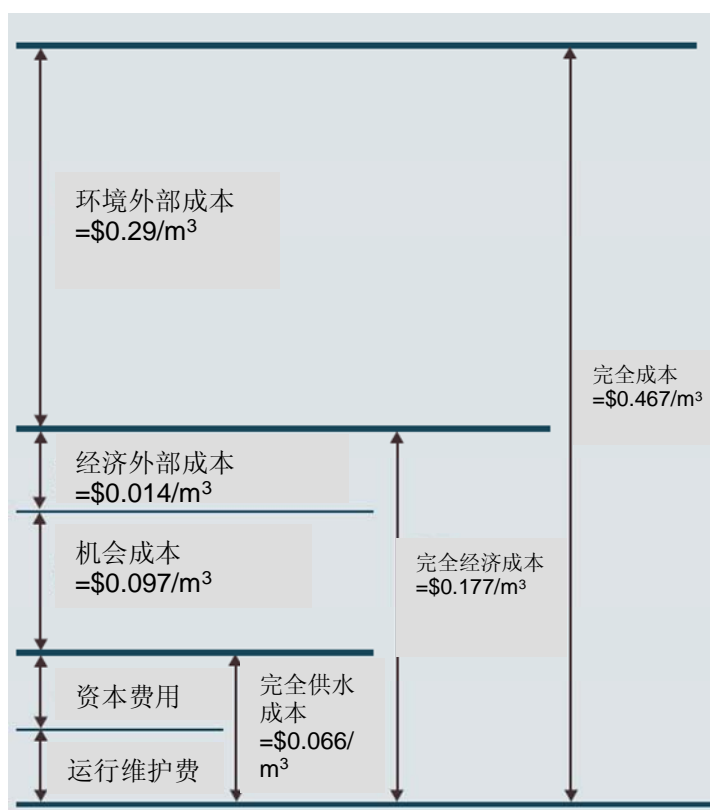 环境外部成本
=$0.29/m³
完全成本
=$0.467/m³
经济外部成本
=$0.014/m³
机会成本
=$0.097/m³
完全经济成本
=$0.177/m³
资本费用
完全供水
成本
=$0.066/
m³
运行维护费